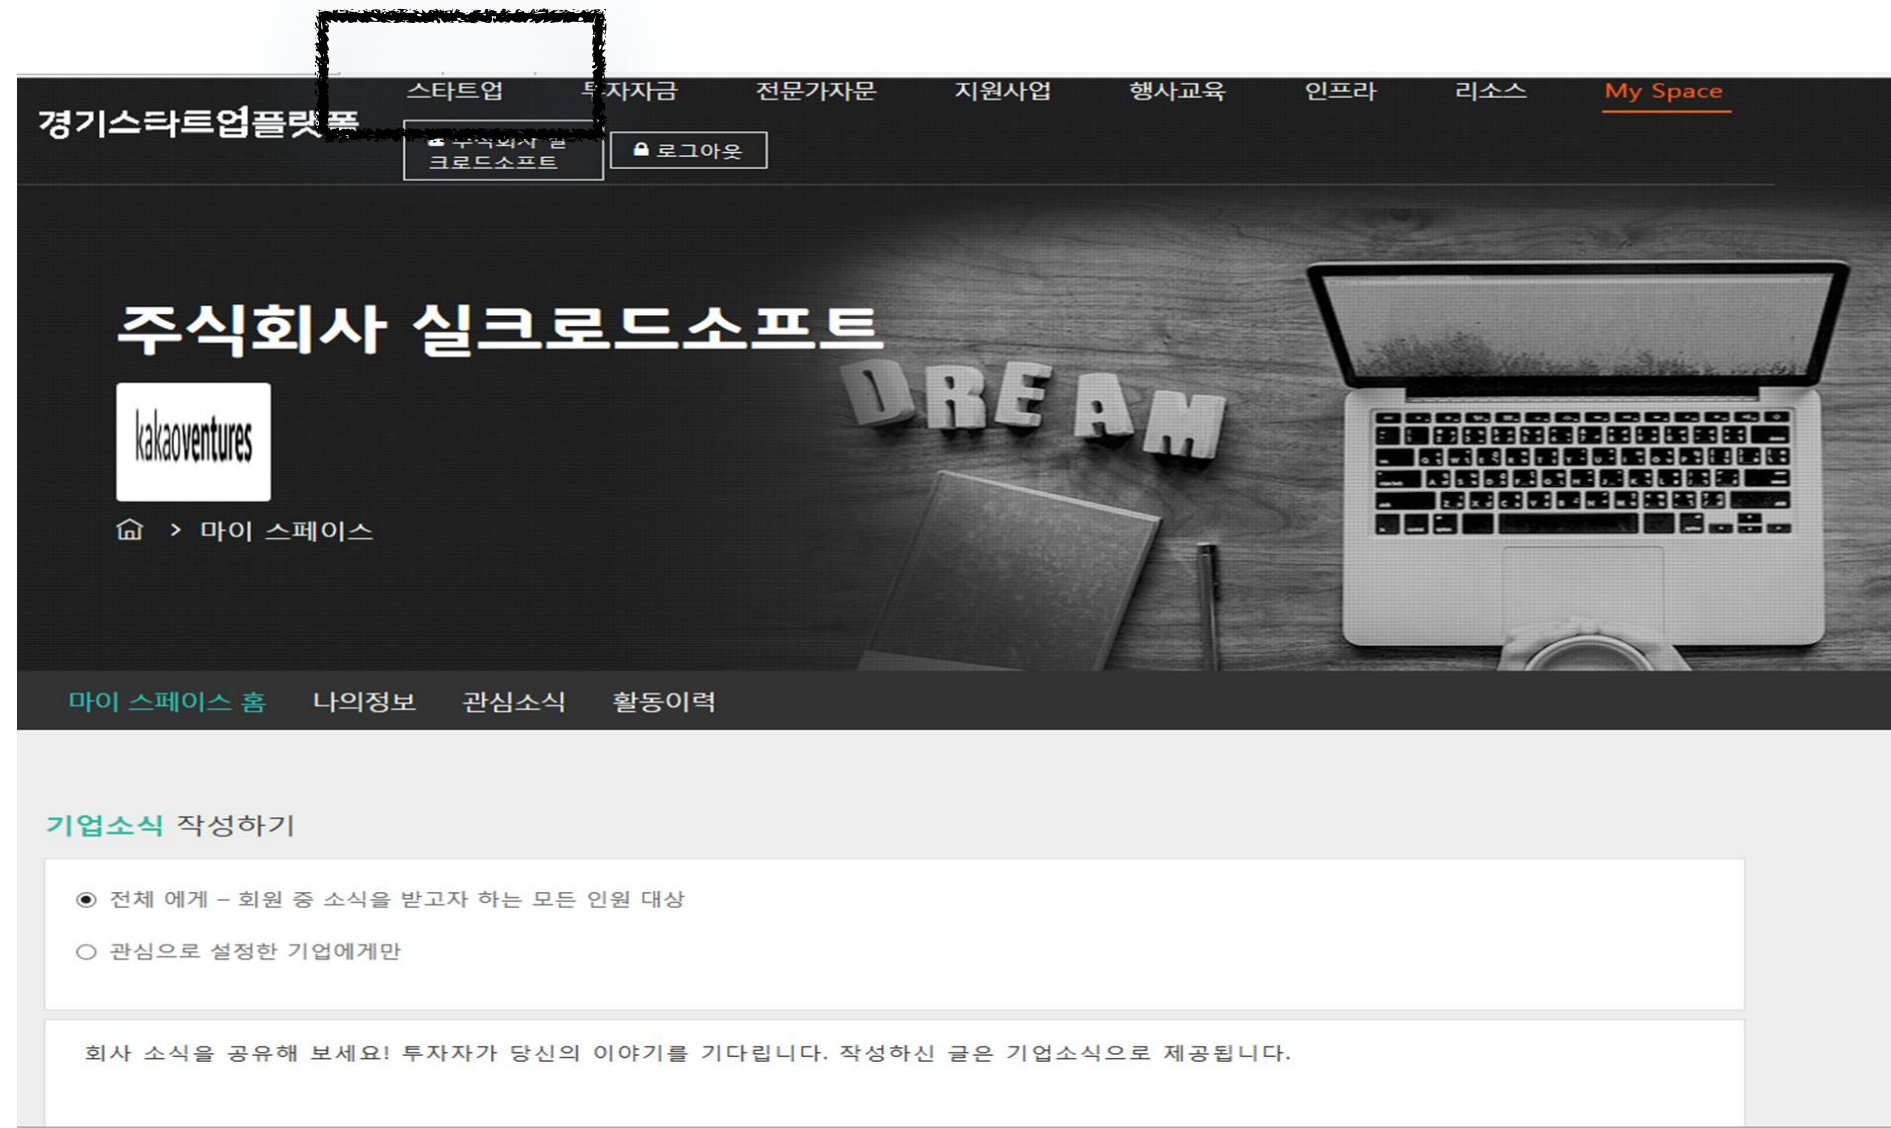 스타트업 투자자금 전문가자문 지원사업 행사교육 인프라 리소스 My Space
경기스타트업플랫폼
주식회사 실
크로드소프트
로그아웃
주식회사 실크로드소프트
DREAM
kakaoventures
> 마이 스페이스
마이 스페이스 홈 나의정보 관심소식 활동이력
기업소식 작성하기
전체 에게 – 회원 중 소식을 받고자 하는 모든 인원 대상
관심으로 설정한 기업에게만
회사 소식을 공유해 보세요! 투자자가 당신의 이야기를 기다립니다. 작성하신 글은 기업소식으로 제공됩니다.